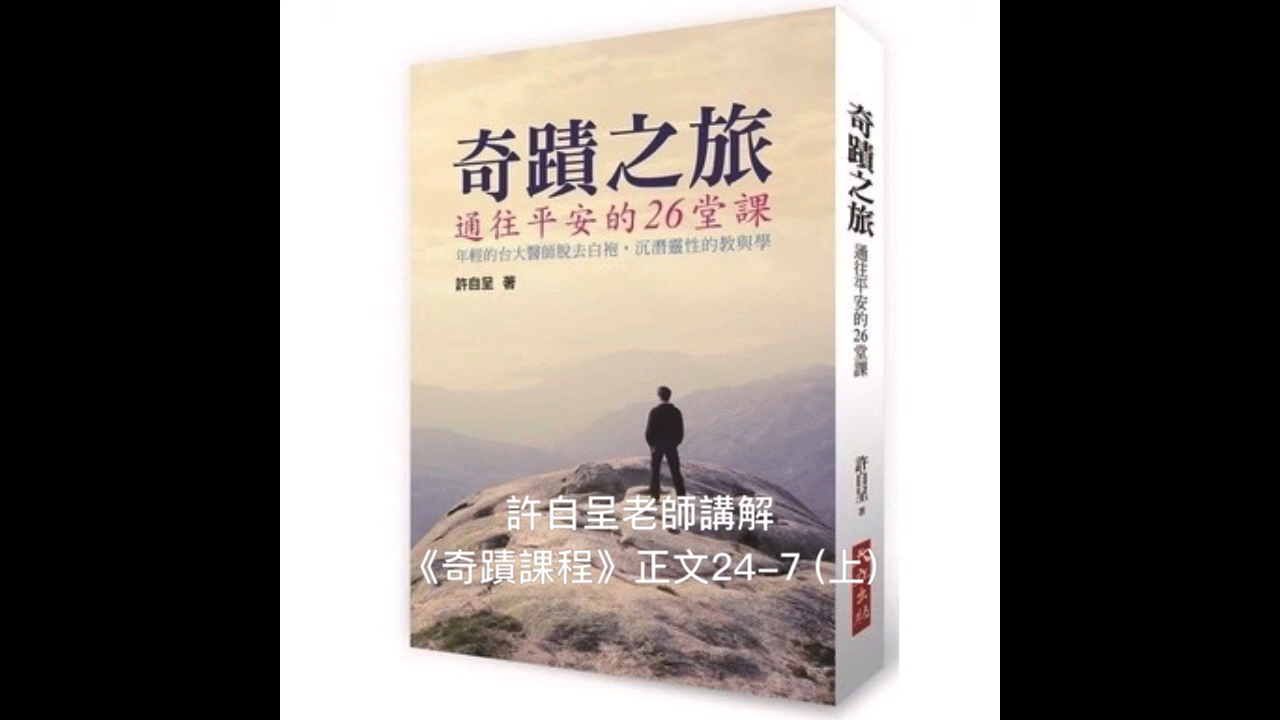 奇蹟之旅
通往平安的26堂課
年輕的台大醫師脫去白袍,沉潛靈性的教與學
許自呈 著
許自呈老師講解
《奇蹟課程》正文24-7(上)
奇蹟之旅
通往平安的26堂課
許自呈 著